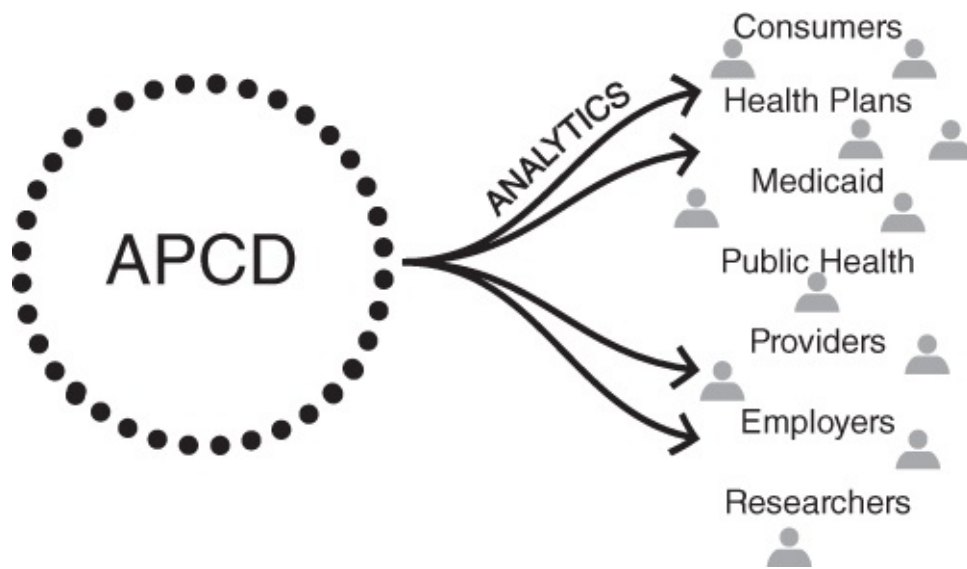 APCD
ANALYTICS
Consumers
Health Plans
Medicaid
Public Health
Providers
Employers
Researchers